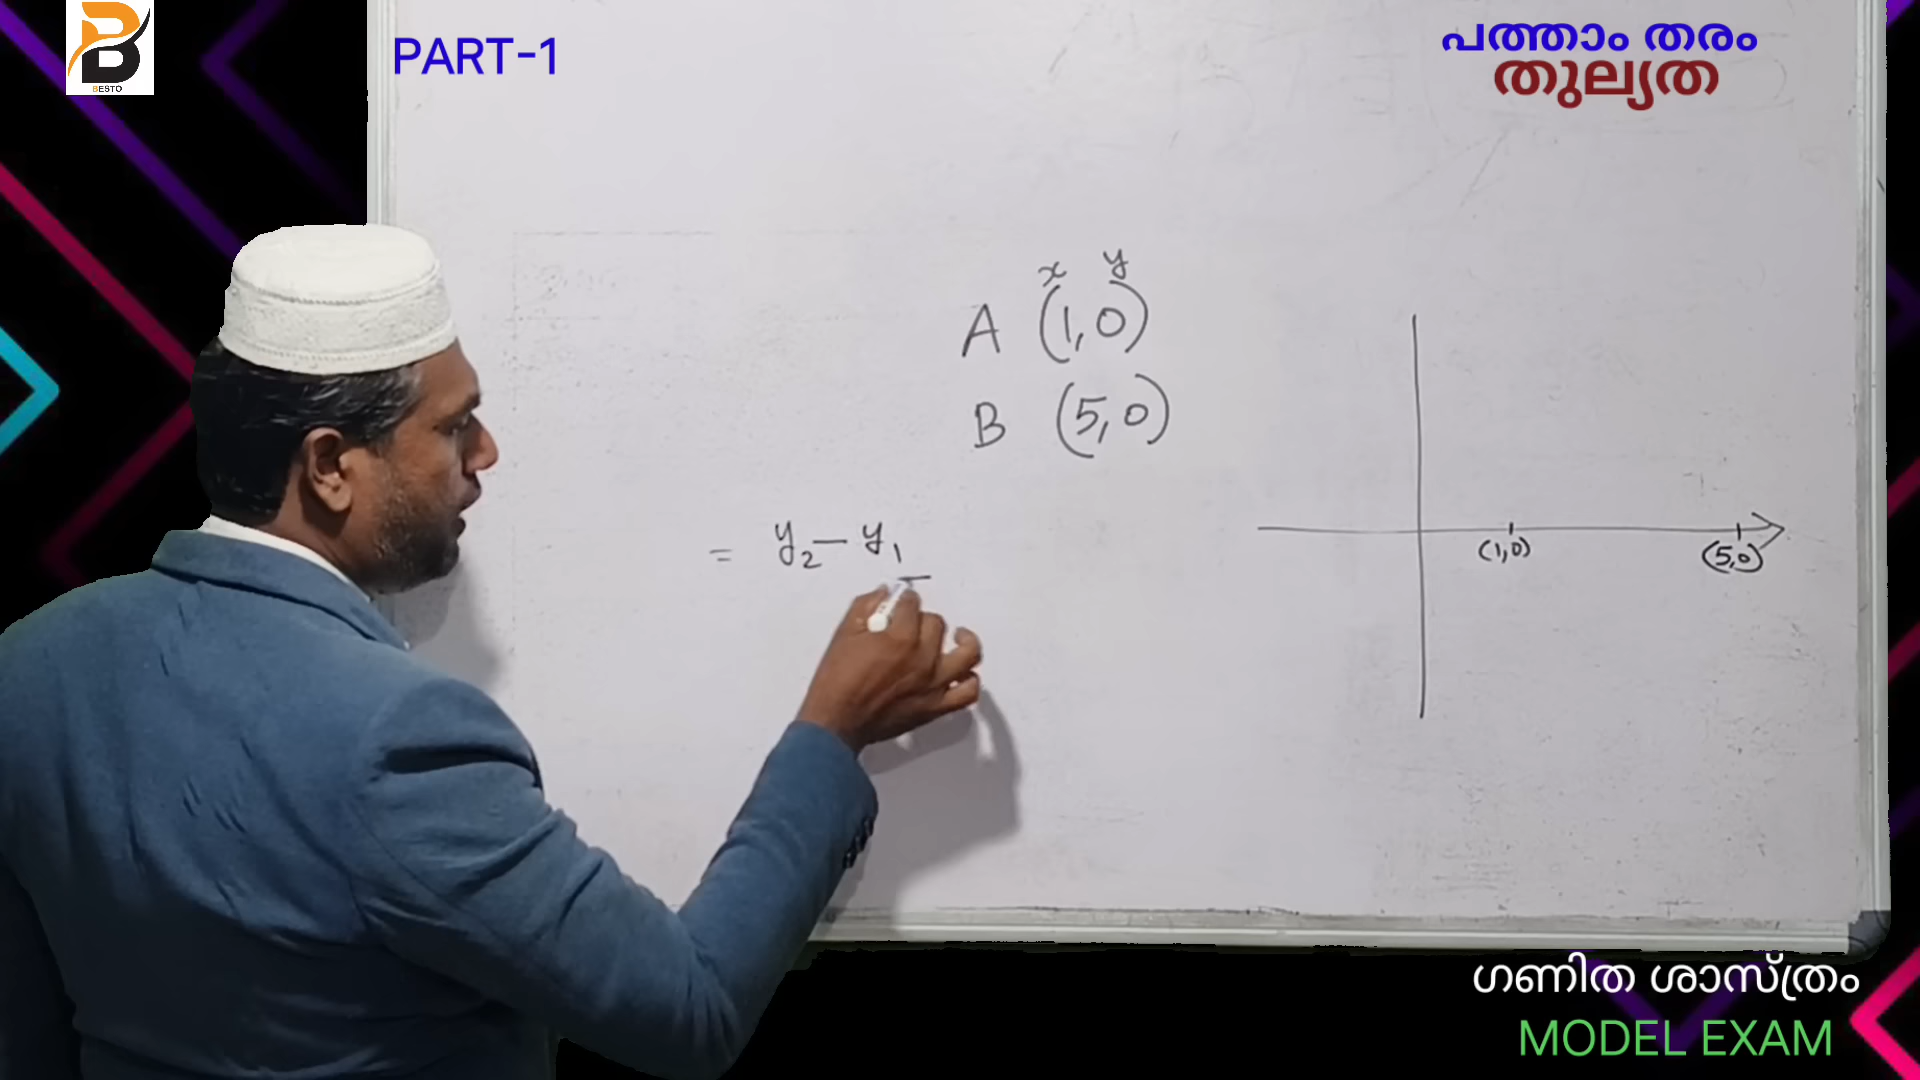 BESTO
PART-1
പത്താം തരം
തുല്യത
x y
A (1,0)
B (5,0)
= y₂ – y₁
(1,0) (5,0)
ഗണിത ശാസ്ത്രം
MODEL EXAM